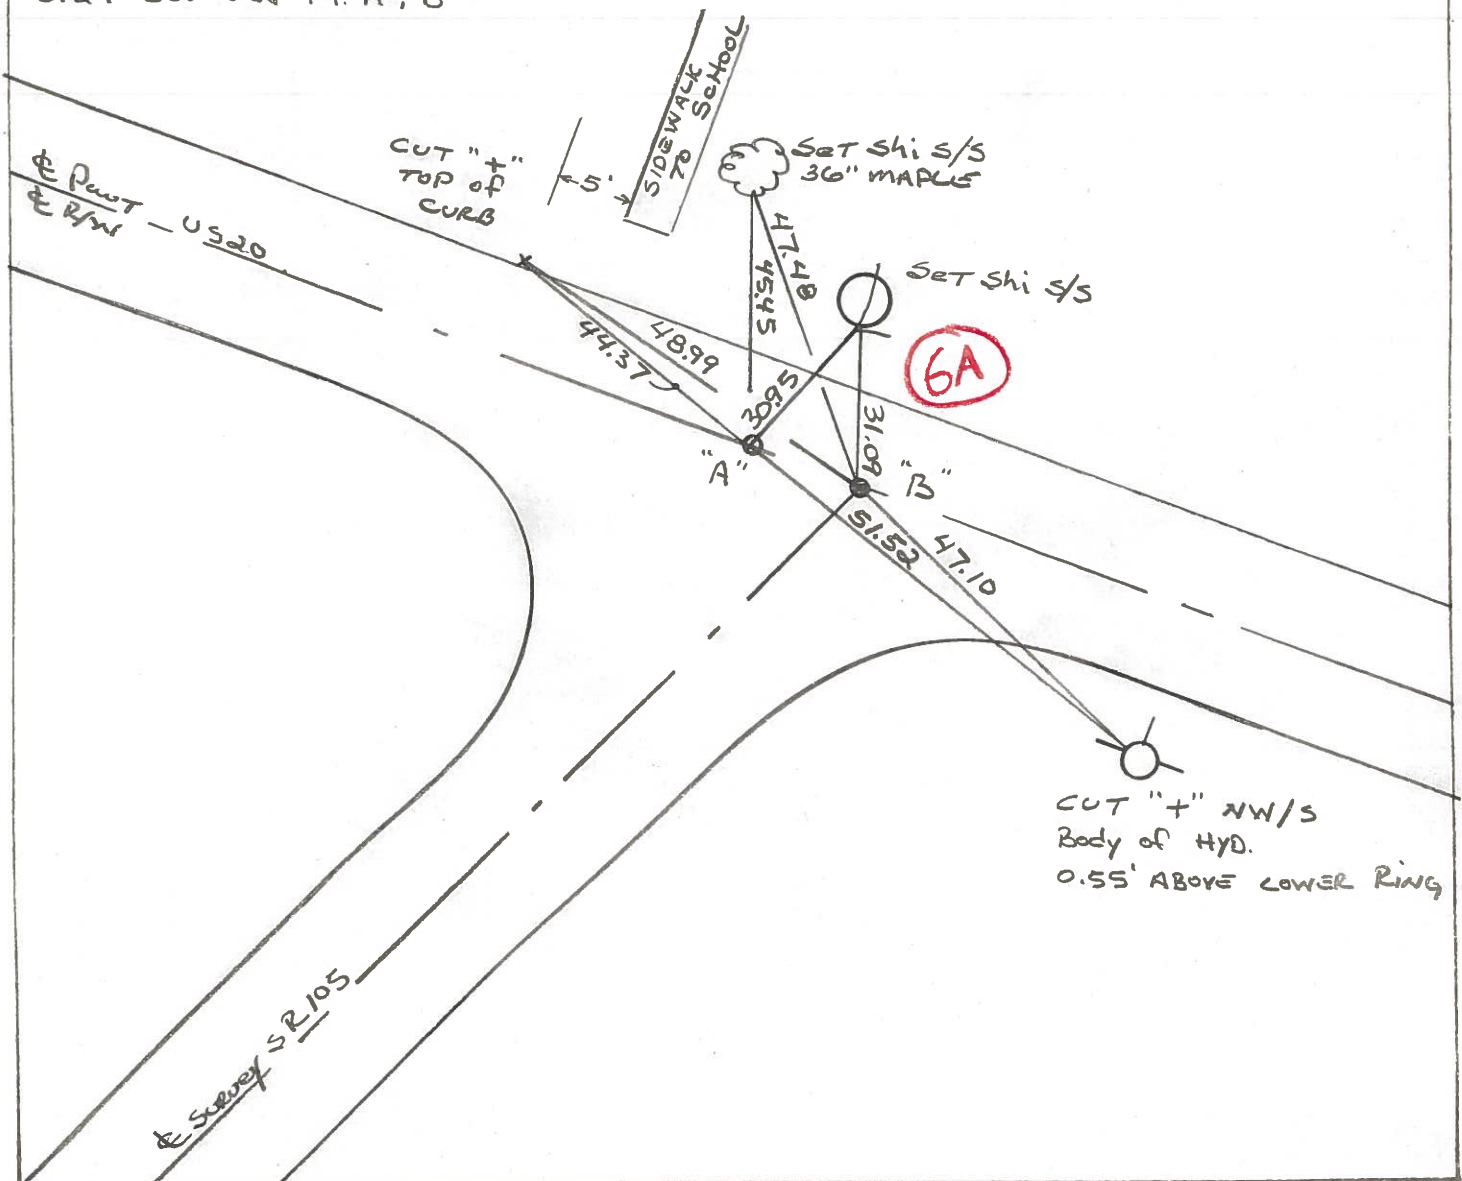 SIDEWALK
TO SCHOOL
CUT "+"
TOP of
CURB
5'
SET Shi S/S
36" MAPLE
℄ Pavt
℄ R/W
- US20
SET Shi S/S
47.48
45.45
48.99
44.37
30.95
6A
31.09
"A"
"B"
51.52
47.10
CUT "+" NW/S
Body of HYD.
0.55' ABOVE LOWER RING
℄ SURVEY SR105